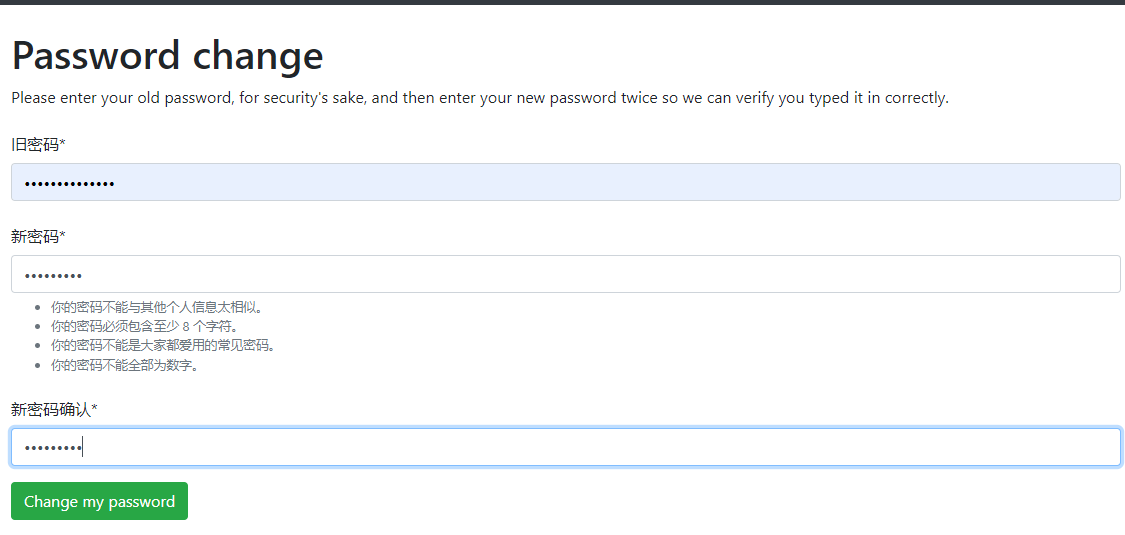 Password change
Please enter your old password, for security's sake, and then enter your new password twice so we can verify you typed it in correctly.
旧密码*
••••••••••••••
新密码*
•••••••••
• 你的密码不能与其他个人信息太相似。
• 你的密码必须包含至少 8 个字符。
• 你的密码不能是大家都爱用的常见密码。
• 你的密码不能全部为数字。
新密码确认*
•••••••••
Change my password